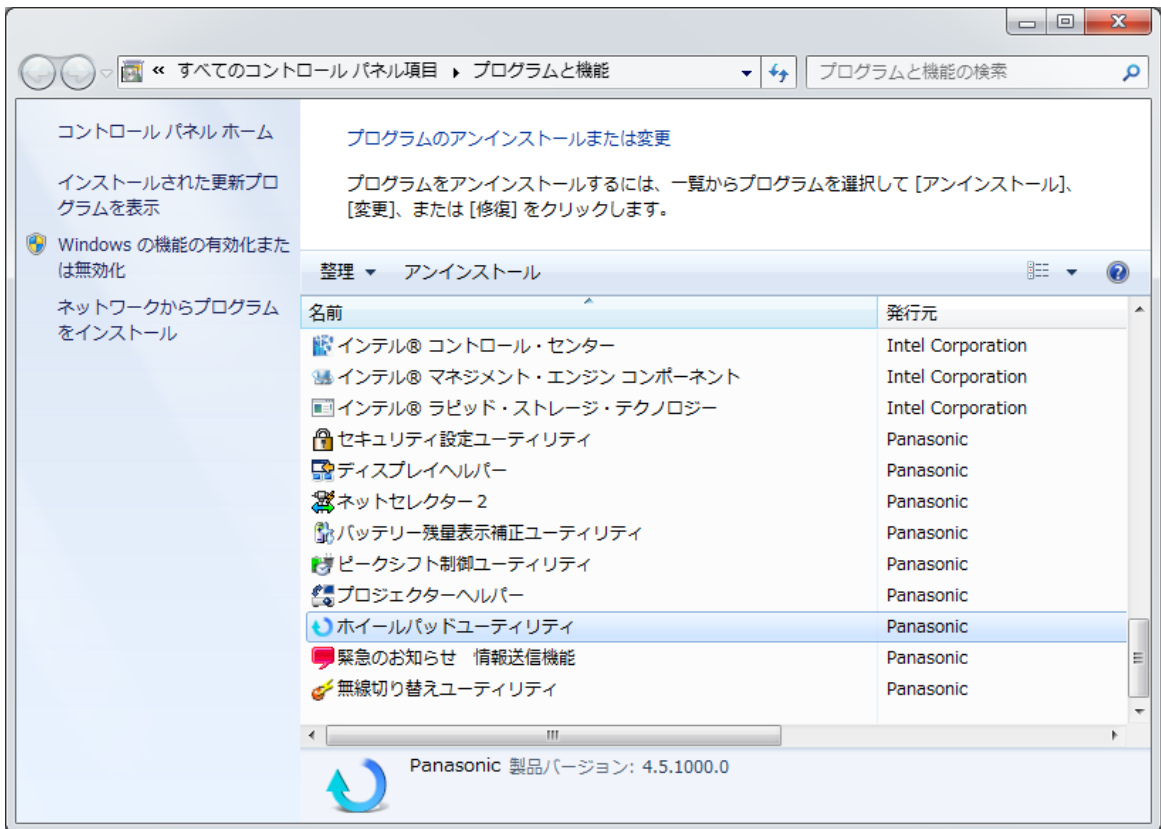 « すべてのコントロール パネル項目 ▸ プログラムと機能
プログラムと機能の検索
コントロール パネル ホーム
インストールされた更新プロ
グラムを表示
Windows の機能の有効化また
は無効化
ネットワークからプログラム
をインストール
プログラムのアンインストールまたは変更
プログラムをアンインストールするには、一覧からプログラムを選択して [アンインストール]、
[変更]、または [修復] をクリックします。
整理 ▼ アンインストール
名前 発行元
インテル® コントロール・センター Intel Corporation
インテル® マネジメント・エンジン コンポーネント Intel Corporation
インテル® ラピッド・ストレージ・テクノロジー Intel Corporation
セキュリティ設定ユーティリティ Panasonic
ディスプレイヘルパー Panasonic
ネットセレクター２ Panasonic
バッテリー残量表示補正ユーティリティ Panasonic
ピークシフト制御ユーティリティ Panasonic
プロジェクターヘルパー Panasonic
ホイールパッドユーティリティ Panasonic
緊急のお知らせ　情報送信機能 Panasonic
無線切り替えユーティリティ Panasonic
Panasonic 製品バージョン: 4.5.1000.0